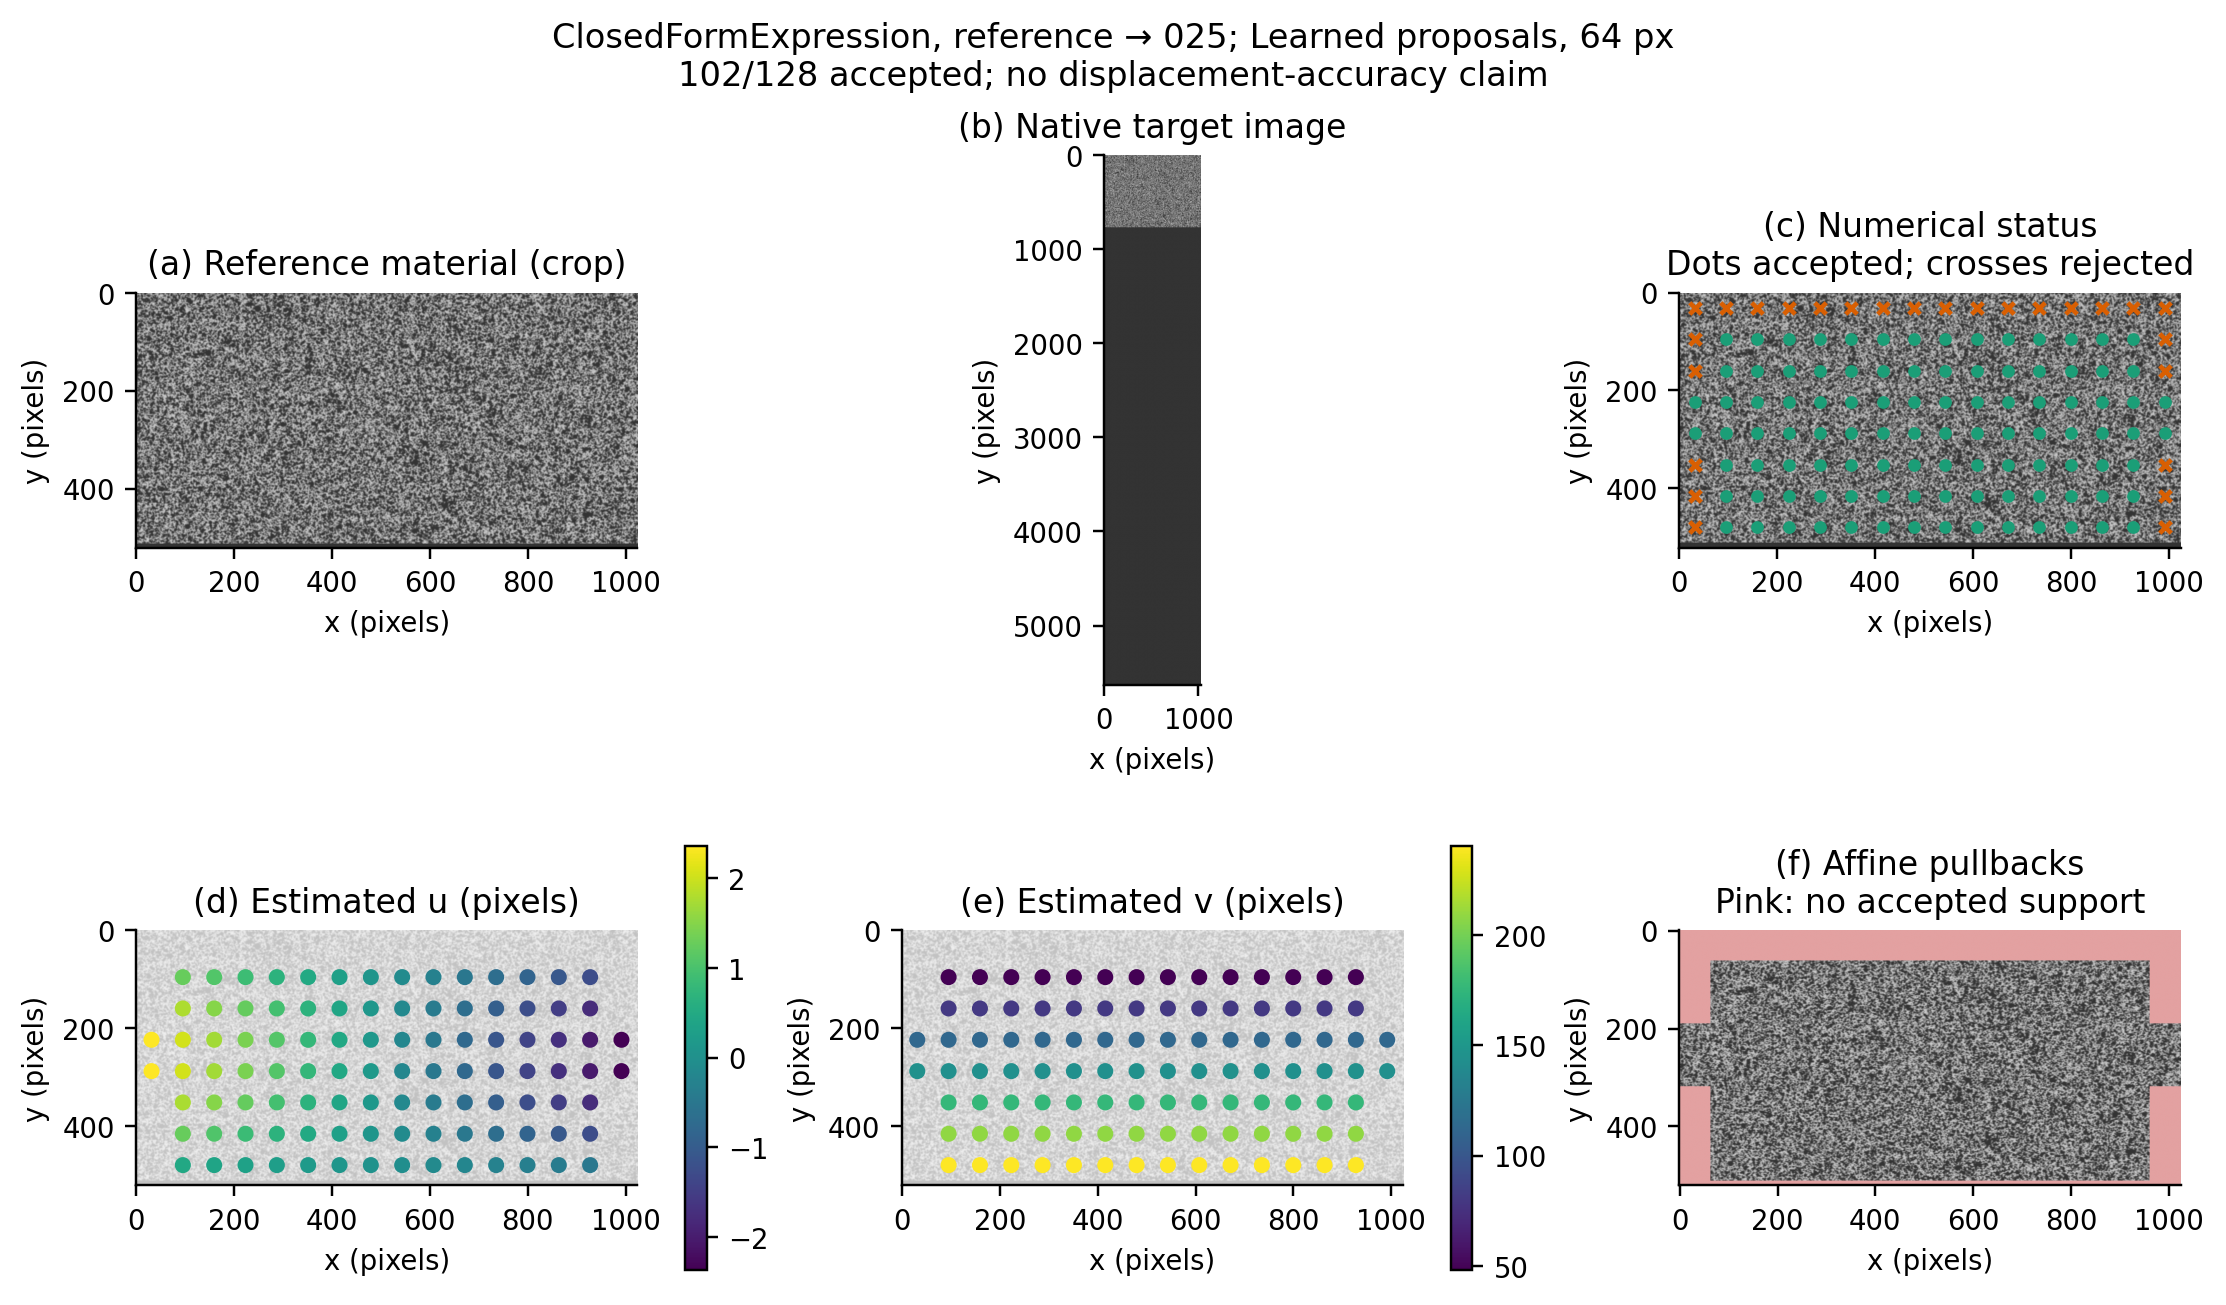 ClosedFormExpression, reference → 025; Learned proposals, 64 px
102/128 accepted; no displacement-accuracy claim
(a) Reference material (crop)
0
200
400
y (pixels)
0 200 400 600 800 1000
x (pixels)
(b) Native target image
0
1000
2000
3000
4000
5000
y (pixels)
0 1000
x (pixels)
(c) Numerical status
Dots accepted; crosses rejected
0
200
400
y (pixels)
0 200 400 600 800 1000
x (pixels)
(d) Estimated u (pixels)
0
200
400
y (pixels)
0 200 400 600 800 1000
x (pixels)
2
1
0
−1
−2
(e) Estimated v (pixels)
0
200
400
y (pixels)
0 200 400 600 800 1000
x (pixels)
200
150
100
50
(f) Affine pullbacks
Pink: no accepted support
0
200
400
y (pixels)
0 200 400 600 800 1000
x (pixels)